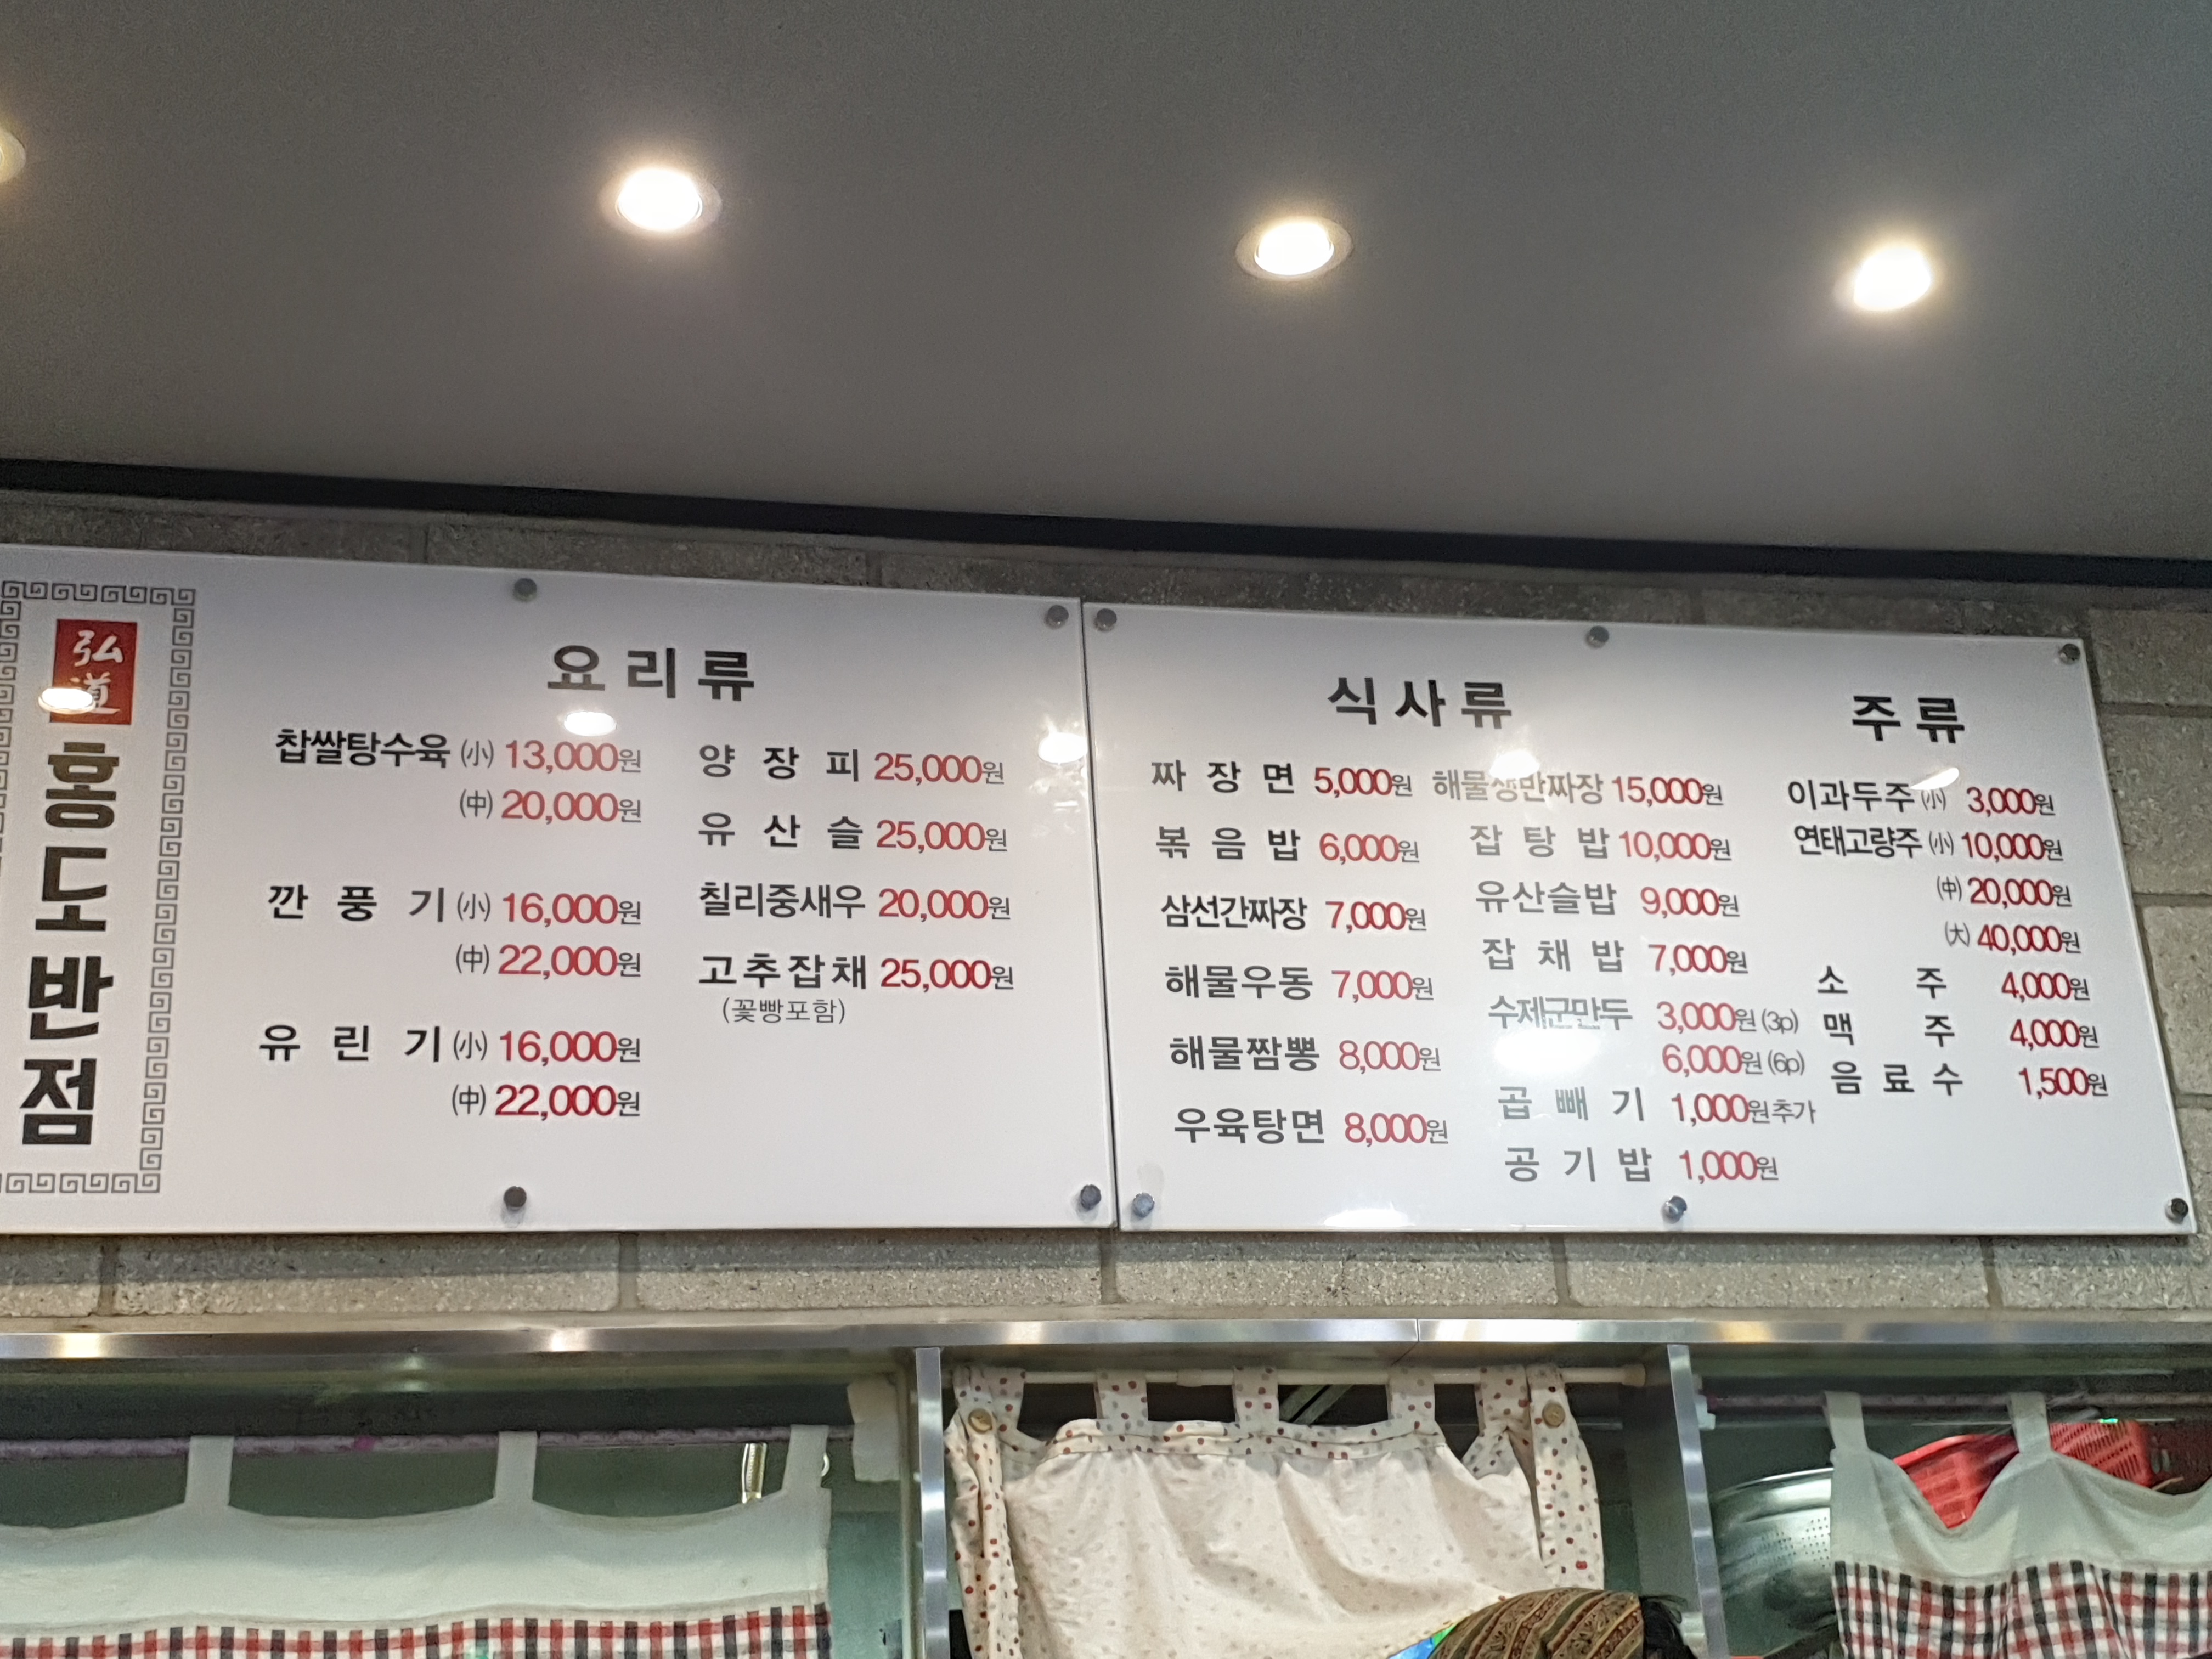 弘道
홍도반점
요리류
찹쌀탕수육 (小) 13,000원
(中) 20,000원
깐풍기 (小) 16,000원
(中) 22,000원
유린기 (小) 16,000원
(中) 22,000원
양장피 25,000원
유산슬 25,000원
칠리중새우 20,000원
고추잡채 25,000원
(꽃빵포함)
식사류
짜장면 5,000원
볶음밥 6,000원
삼선간짜장 7,000원
해물우동 7,000원
해물짬뽕 8,000원
우육탕면 8,000원
해물쟁반짜장 15,000원
잡탕밥 10,000원
유산슬밥 9,000원
잡채밥 7,000원
수제군만두 3,000원 (3p)
6,000원 (6p)
곱빼기 1,000원추가
공기밥 1,000원
주류
이과두주 (小) 3,000원
연태고량주 (小) 10,000원
(中) 20,000원
(大) 40,000원
소주 4,000원
맥주 4,000원
음료수 1,500원